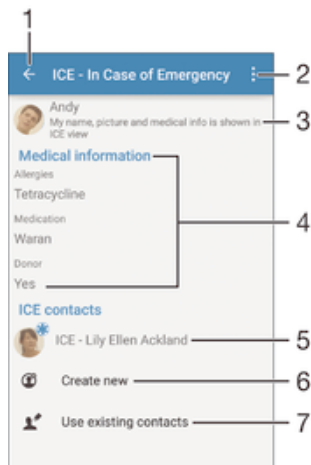 1
ICE - In Case of Emergency
2
Andy
My name, picture and medical info is shown in
ICE view
3
Medical information
Allergies
Tetracycline
Medication
Waran
4
Donor
Yes
ICE contacts
ICE - Lily Ellen Ackland
5
Create new
6
Use existing contacts
7